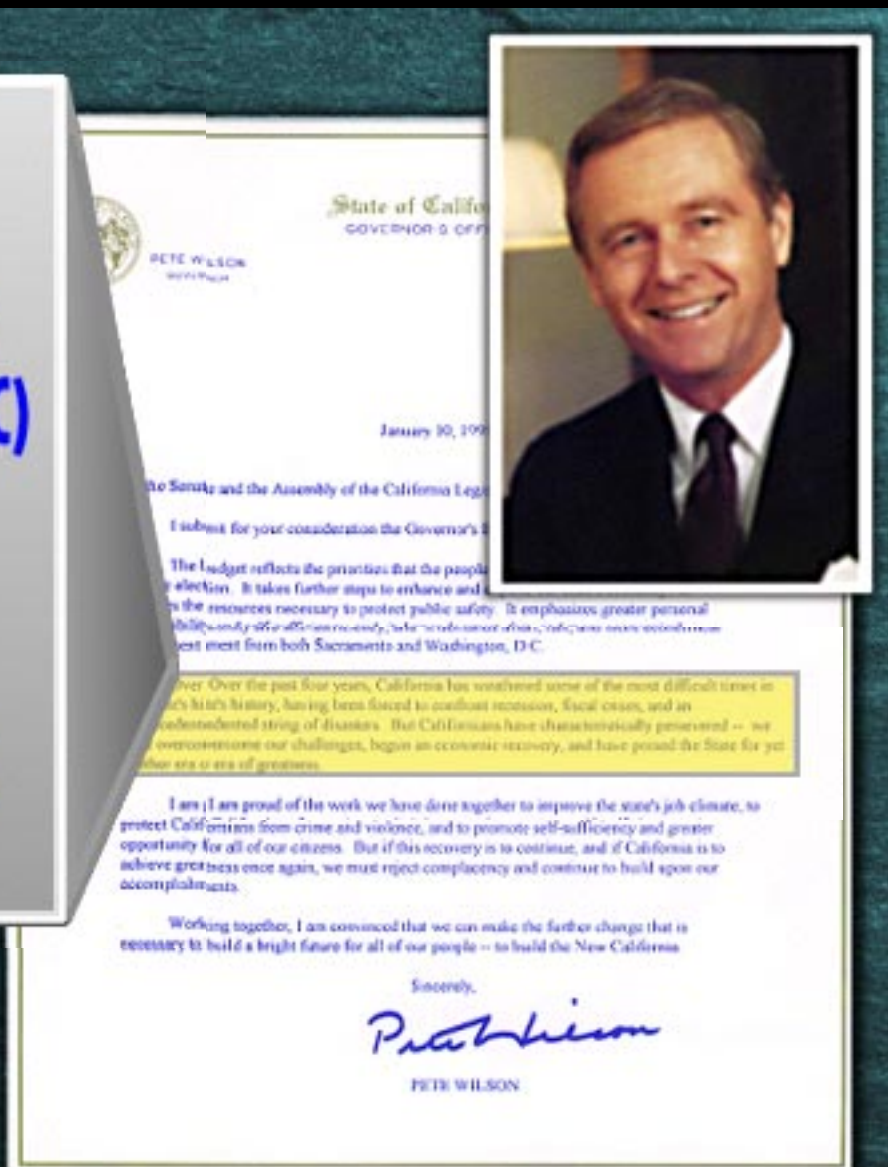 C)
State of Califo
GOVERNOR'S OFF
PETE WILSON
GOVERNOR
January 10, 199
the Senate and the Assembly of the California Leg
I submit for your consideration the Governor's
The budget reflects the priorities that the people
election. It takes further steps to enhance and
s the resources necessary to protect public safety. It emphasizes greater personal
ment from both Sacramento and Washington, D.C.
Over Over the past four years, California has weathered some of the most difficult times in
e's hite's history, having been forced to confront recession, fiscal crises, and an
cedentedented string of disasters. But Californians have characteristically persevered -- we
overcomercome our challenges, begun an economic recovery, and have poised the State for yet
ther era o era of greatness.
I am I am proud of the work we have done together to improve the state's job climate, to
protect Californians from crime and violence, and to promote self-sufficiency and greater
opportunity for all of our citizens. But if this recovery is to continue, and if California is to
achieve greatness once again, we must reject complacency and continue to build upon our
accomplishments.
Working together, I am convinced that we can make the further change that is
necessary to build a bright future for all of our people -- to build the New California
Sincerely,
Pete Wilson
PETE WILSON